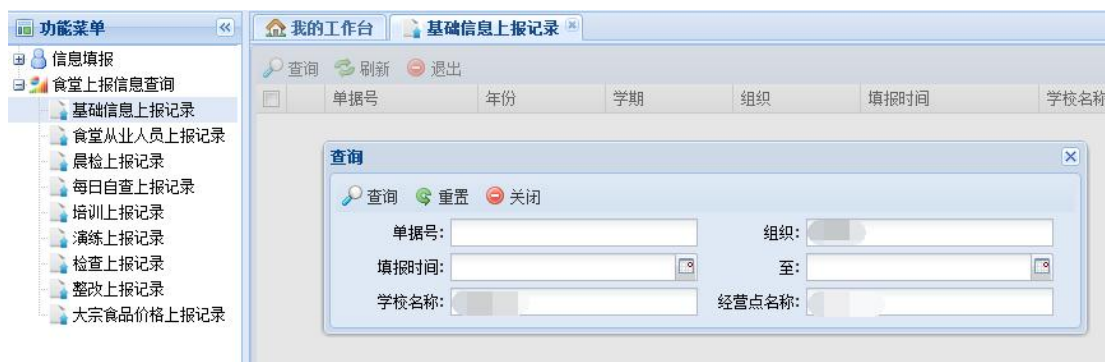 功能菜单
信息填报
食堂上报信息查询
基础信息上报记录
食堂从业人员上报记录
晨检上报记录
每日自查上报记录
培训上报记录
演练上报记录
检查上报记录
整改上报记录
大宗食品价格上报记录
我的工作台 基础信息上报记录
查询 刷新 退出
单据号 年份 学期 组织 填报时间 学校名称
查询
查询 重置 关闭
单据号: 组织:
填报时间: 至:
学校名称: 经营点名称: